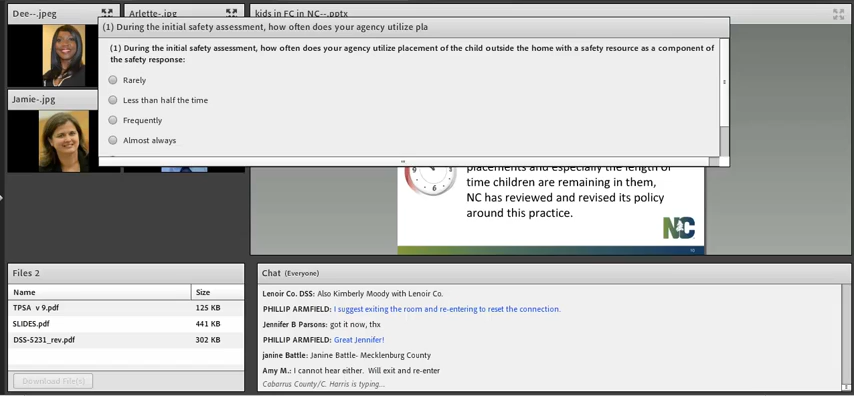 Dee--.jpeg
Arlette-.jpg
kids in FC in NC--.pptx
(1) During the initial safety assessment, how often does your agency utilize pla
(1) During the initial safety assessment, how often does your agency utilize placement of the child outside the home with a safety resource as a component of
the safety response:
Rarely
Less than half the time
Frequently
Almost always
Jamie-.jpg
placements and especially the length of
time children are remaining in them,
NC has reviewed and revised its policy
around this practice.
NC
Files 2
Name Size
TPSA v 9.pdf 125 KB
SLIDES.pdf 441 KB
DSS-5231_rev.pdf 302 KB
Download File(s)
Chat (Everyone)
Lenoir Co. DSS: Also Kimberly Moody with Lenoir Co.
PHILLIP ARMFIELD: I suggest exiting the room and re-entering to reset the connection.
Jennifer B Parsons: got it now, thx
PHILLIP ARMFIELD: Great Jennifer!
janine Battle: Janine Battle- Mecklenburg County
Amy M.: I cannot hear either. Will exit and re-enter
Cabarrus County/C. Harris is typing...